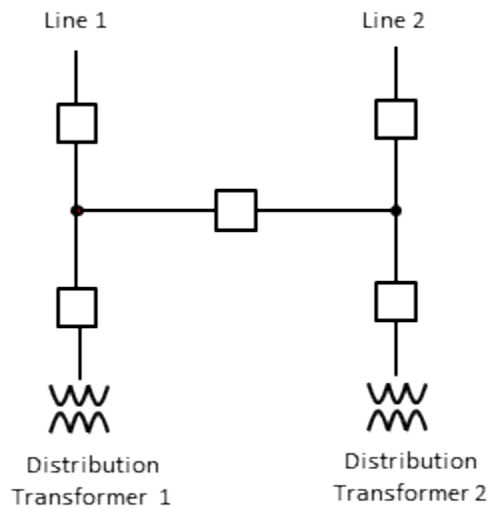 Line 1
Line 2
Distribution
Transformer 1
Distribution
Transformer 2